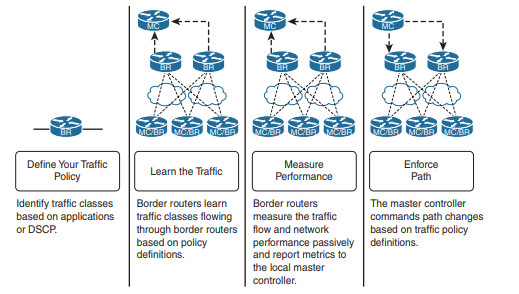 MC
BR
BR
MC/BR
MC/BR
MC/BR
MC
BR
BR
MC/BR
MC/BR
MC/BR
MC
BR
BR
MC/BR
MC/BR
MC/BR
BR
Define Your Traffic
Policy
Learn the Traffic
Measure
Performance
Enforce
Path
Identify traffic classes
based on applications
or DSCP.
Border routers learn
traffic classes flowing
through border routers
based on policy
definitions.
Border routers
measure the traffic
flow and network
performance passively
and report metrics to
the local master
controller.
The master controller
commands path changes
based on traffic policy
definitions.